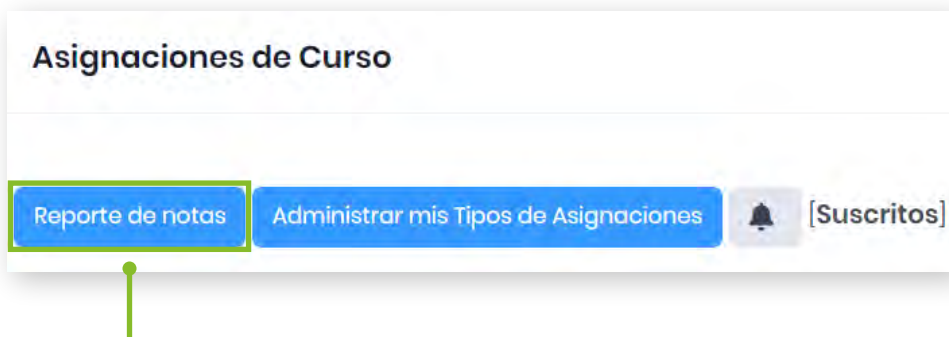 Asignaciones de Curso
Reporte de notas Administrar mis Tipos de Asignaciones [Suscritos]